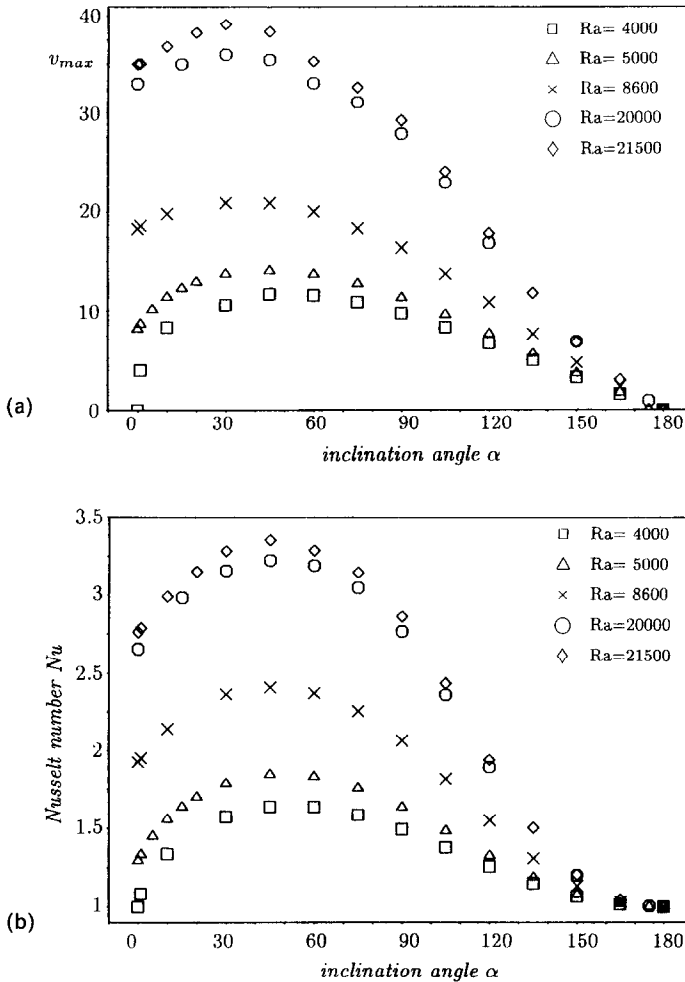 40
v_max
30
20
10
0
Ra= 4000
Ra= 5000
Ra= 8600
Ra=20000
Ra=21500
(a)
0 30 60 90 120 150 180
inclination angle α
3.5
3
2.5
2
1.5
1
Nusselt number Nu
Ra= 4000
Ra= 5000
Ra= 8600
Ra=20000
Ra=21500
(b)
0 30 60 90 120 150 180
inclination angle α